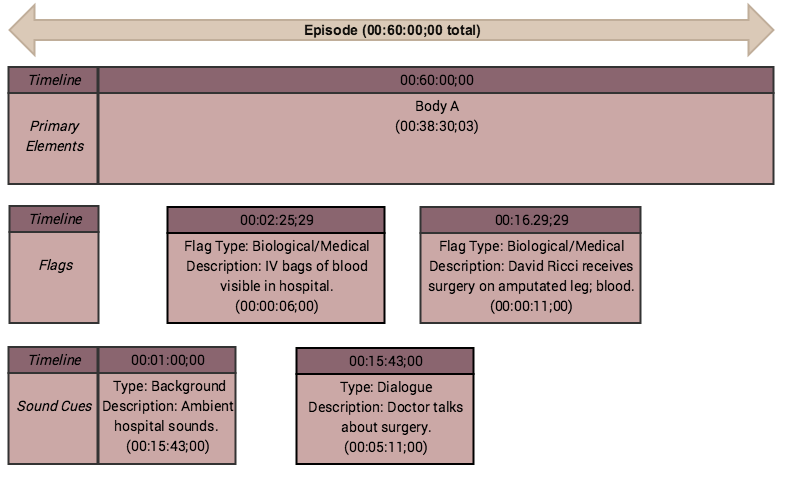 Episode (00:60:00;00 total)
Timeline
00:60:00;00
Primary
Elements
Body A
(00:38:30;03)
Timeline
Flags
00:02:25;29
Flag Type: Biological/Medical
Description: IV bags of blood
visible in hospital.
(00:00:06;00)
00:16.29;29
Flag Type: Biological/Medical
Description: David Ricci receives
surgery on amputated leg; blood.
(00:00:11;00)
Timeline
Sound Cues
00:01:00;00
Type: Background
Description: Ambient
hospital sounds.
(00:15:43;00)
00:15:43;00
Type: Dialogue
Description: Doctor talks
about surgery.
(00:05:11;00)